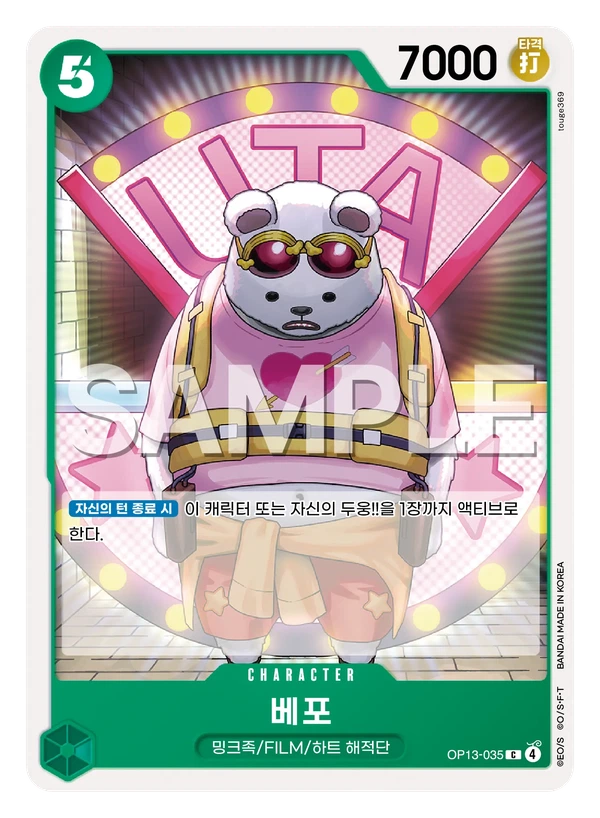 5
7000
타격
打
touge369
UTA
SAMPLE
자신의 턴 종료 시 이 캐릭터 또는 자신의 두웅!!을 1장까지 액티브로
한다.
CHARACTER
베포
밍크족/FILM/하트 해적단
OP13-035 C 4
©EO/S ©O/S·F·T BANDAI MADE IN KOREA